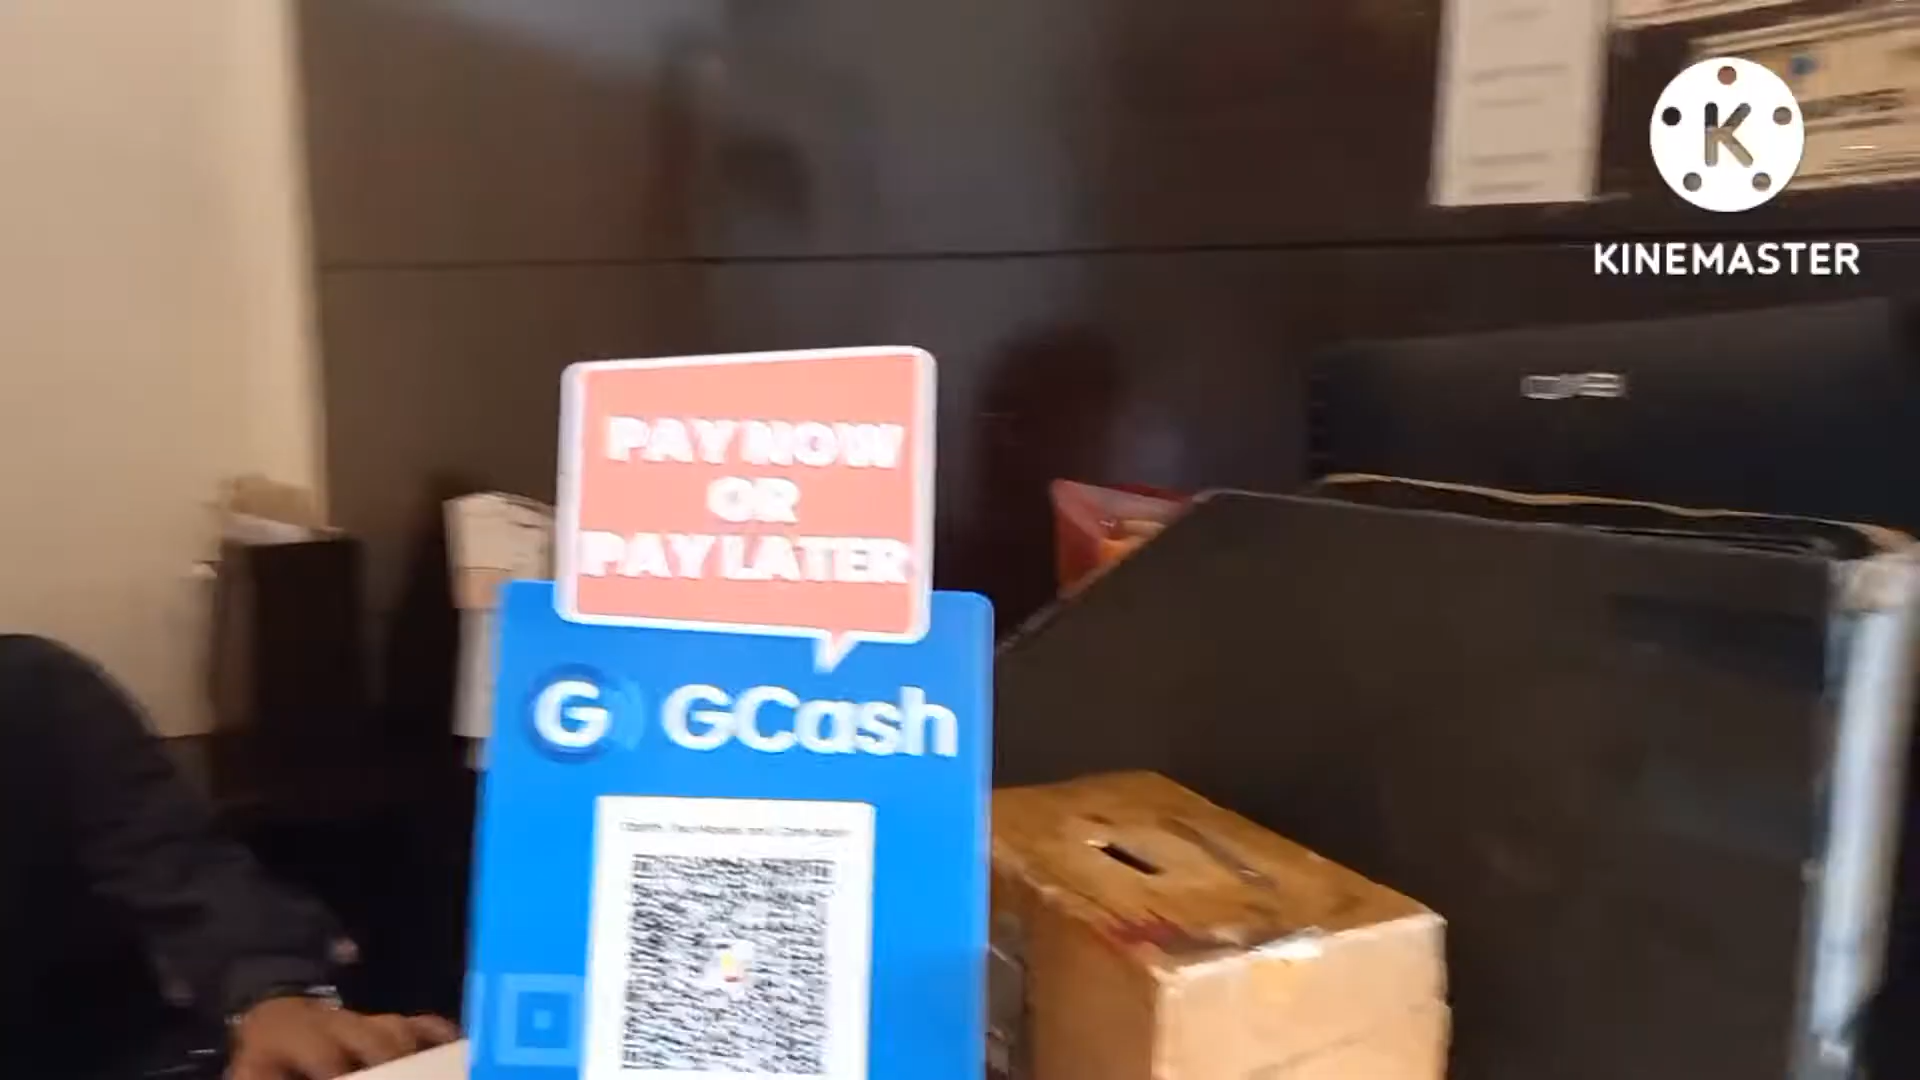 K
KINEMASTER
PAY NOW
OR
PAY LATER
G GCash